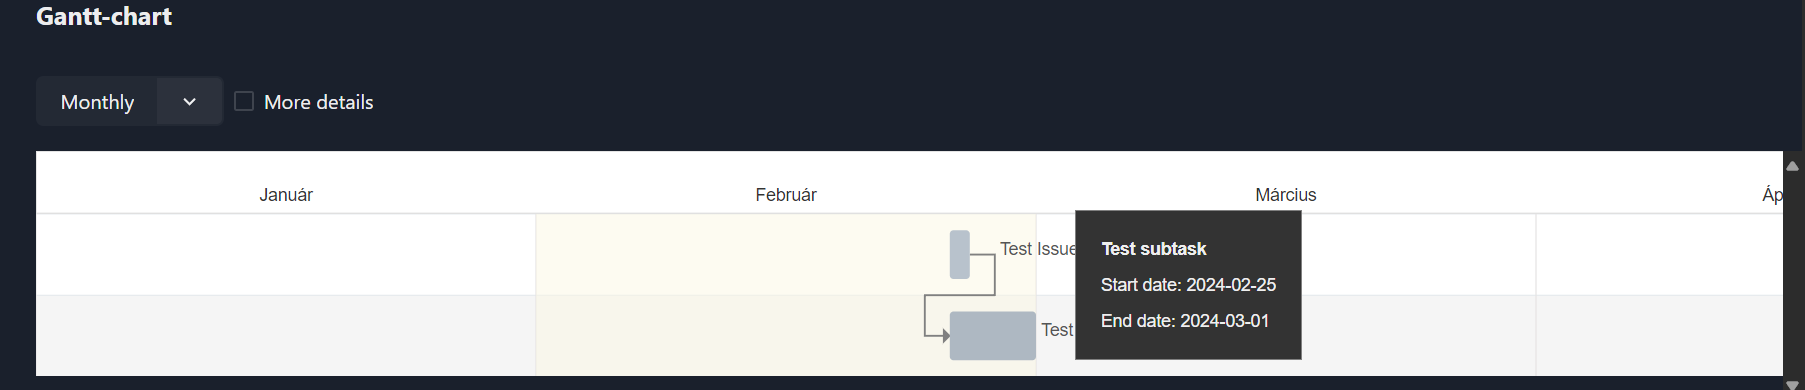 Gantt-chart
Monthly
More details
Január Február Március Áp
Test Issue
Test
Test subtask
Start date: 2024-02-25
End date: 2024-03-01